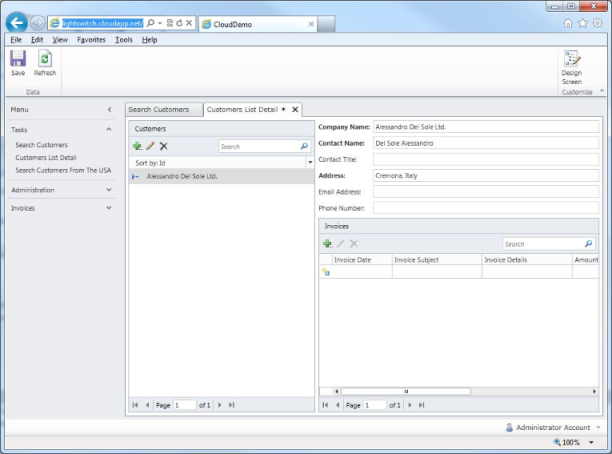 lightswitch.cloudapp.net/
CloudDemo
File Edit View Favorites Tools Help
Save Refresh
Design Screen
Data
Customize
Menu
Search Customers
Customers List Detail * X
Tasks
Search Customers
Customers List Detail
Search Customers From The USA
Administration
Invoices
Customers
Search
Sort by: Id
Alessandro Del Sole Ltd.
Page 1 of 1
Company Name: Alessandro Del Sole Ltd.
Contact Name: Del Sole Alessandro
Contact Title:
Address: Cremona, Italy
Email Address:
Phone Number:
Invoices
Search
Invoice Date Invoice Subject Invoice Details Amount
Page 1 of 1
Administrator Account
100%